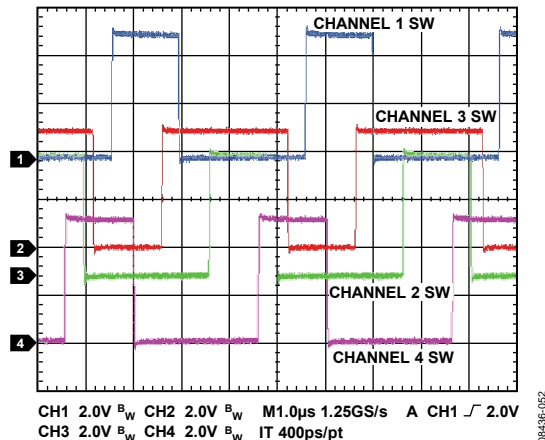 CHANNEL 1 SW
CHANNEL 3 SW
1
2
3
CHANNEL 2 SW
4
CHANNEL 4 SW
CH1 2.0V BW CH2 2.0V BW M1.0µs 1.25GS/s A CH1 2.0V
CH3 2.0V BW CH4 2.0V BW IT 400ps/pt
08436-052